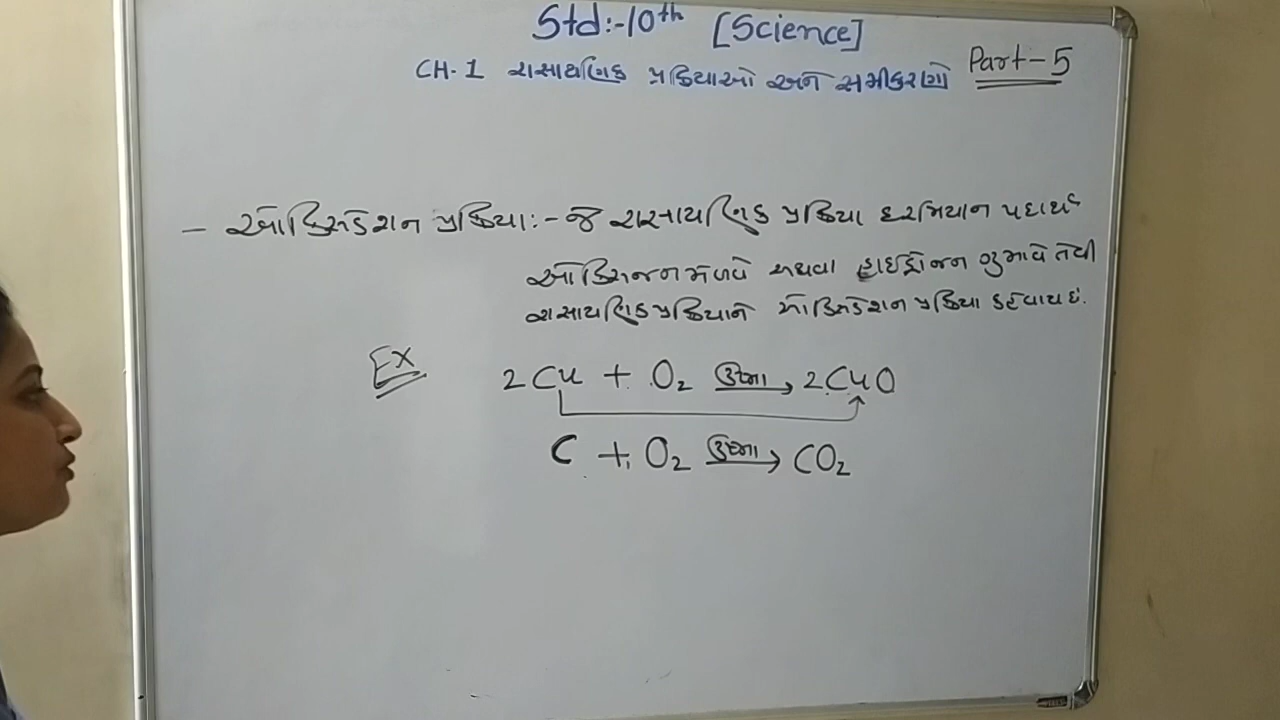 Std:-10th [Science]
CH-1 રાસાયણિક પ્રક્રિયાઓ અને સમીકરણો Part-5
- ઓક્સિડેશન પ્રક્રિયા:- જે રાસાયણિક પ્રક્રિયા દરમિયાન પદાર્થ
ઓક્સિજન મેળવે અથવા હાઈડ્રોજન ગુમાવે તેવી
રાસાયણિક પ્રક્રિયાને ઓક્સિડેશન પ્રક્રિયા કહેવાય છે.
Ex 2Cu + O₂ ઉષ્મા → 2CuO
C + O₂ ઉષ્મા → CO₂